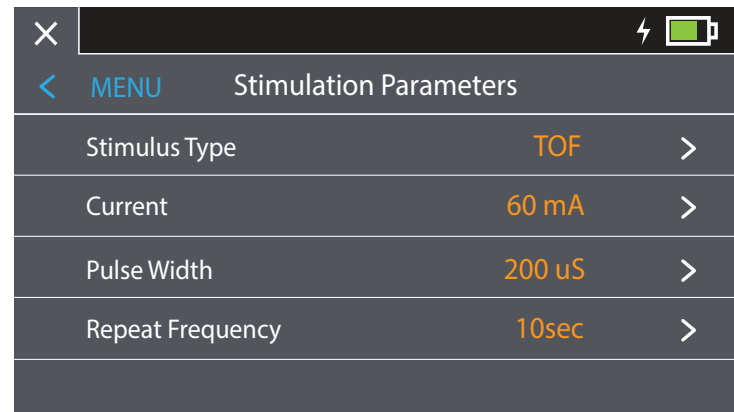 MENU Stimulation Parameters
Stimulus Type TOF
Current 60 mA
Pulse Width 200 uS
Repeat Frequency 10sec